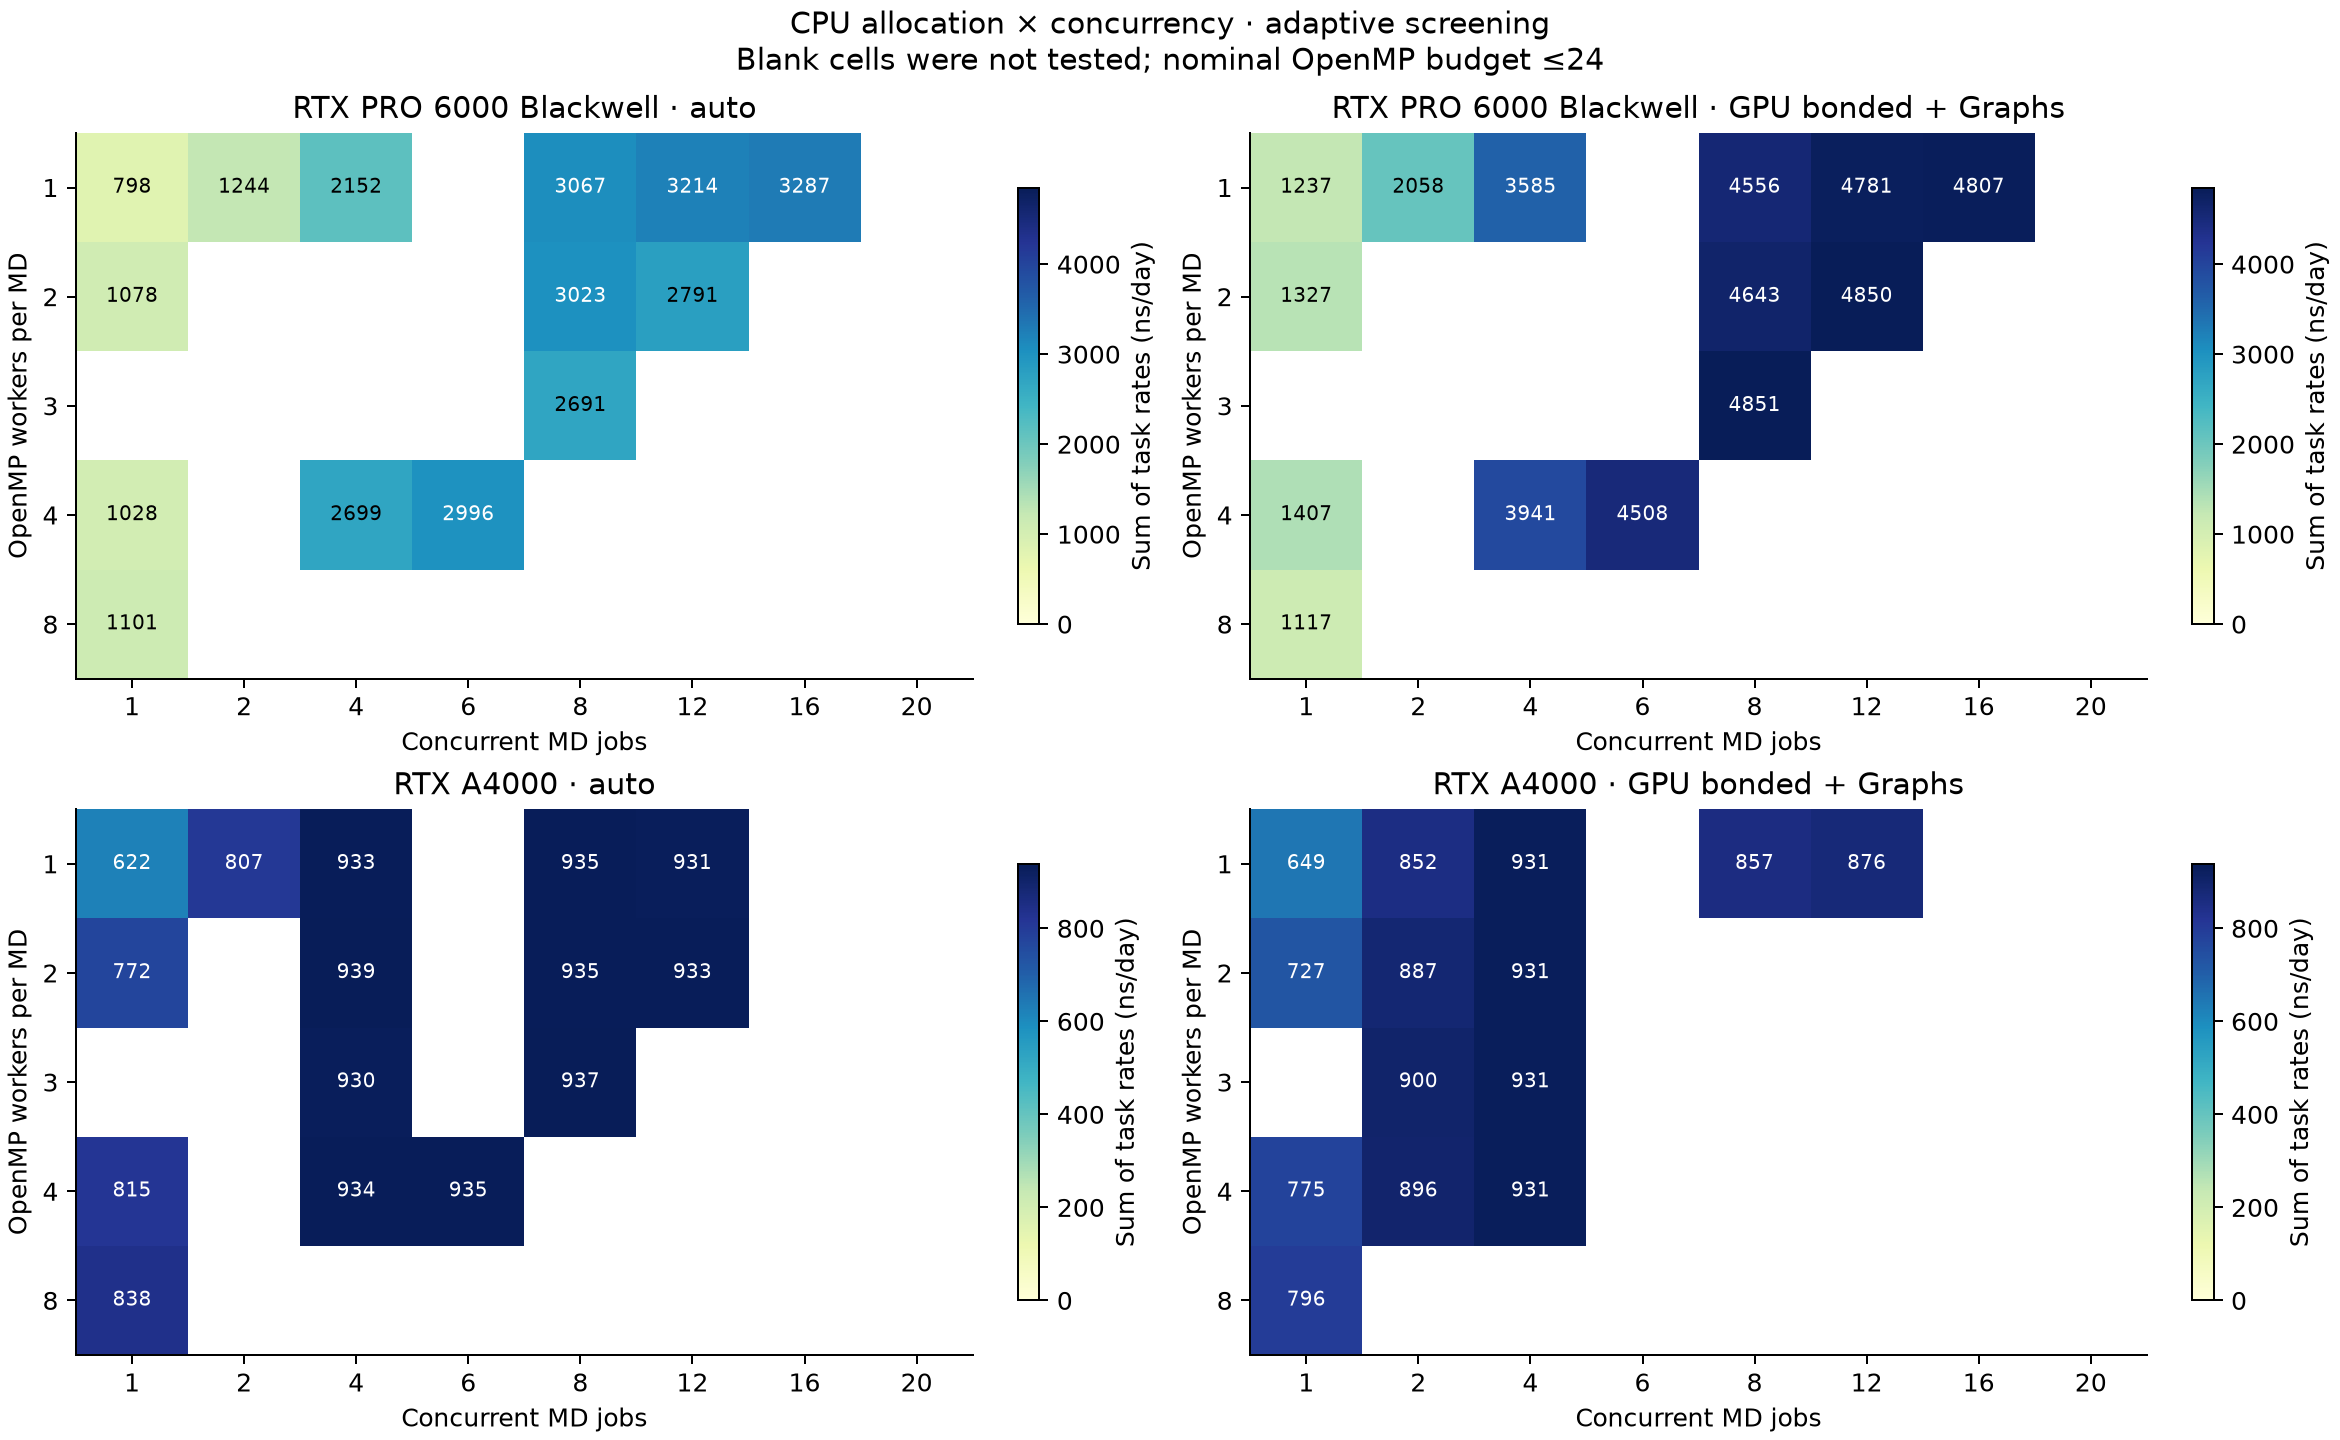 CPU allocation × concurrency · adaptive screening
Blank cells were not tested; nominal OpenMP budget ≤24
RTX PRO 6000 Blackwell · auto
OpenMP workers per MD
1 798 1244 2152 3067 3214 3287
2 1078 3023 2791
3 2691
4 1028 2699 2996
8 1101
1 2 4 6 8 12 16 20
Concurrent MD jobs
4000
3000
2000
1000
0
Sum of task rates (ns/day)
RTX PRO 6000 Blackwell · GPU bonded + Graphs
OpenMP workers per MD
1 1237 2058 3585 4556 4781 4807
2 1327 4643 4850
3 4851
4 1407 3941 4508
8 1117
1 2 4 6 8 12 16 20
Concurrent MD jobs
4000
3000
2000
1000
0
Sum of task rates (ns/day)
RTX A4000 · auto
OpenMP workers per MD
1 622 807 933 935 931
2 772 939 935 933
3 930 937
4 815 934 935
8 838
1 2 4 6 8 12 16 20
Concurrent MD jobs
800
600
400
200
0
Sum of task rates (ns/day)
RTX A4000 · GPU bonded + Graphs
OpenMP workers per MD
1 649 852 931 857 876
2 727 887 931
3 900 931
4 775 896 931
8 796
1 2 4 6 8 12 16 20
Concurrent MD jobs
800
600
400
200
0
Sum of task rates (ns/day)